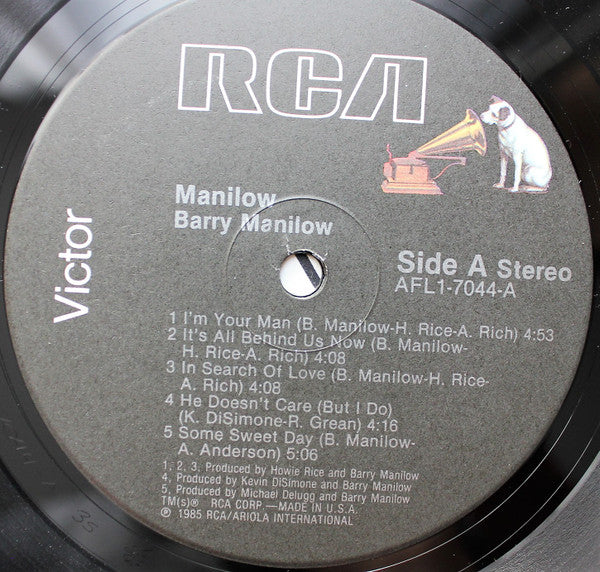 RCA
Victor
Manilow
Barry Manilow
Side A Stereo
AFL1-7044-A
1 I'm Your Man (B. Manilow-H. Rice-A. Rich) 4:53
2 It's All Behind Us Now (B. Manilow-
H. Rice-A. Rich) 4:08
3 In Search Of Love (B. Manilow-H. Rice-
A. Rich) 4:08
4 He Doesn't Care (But I Do)
(K. DiSimone-R. Grean) 4:16
5 Some Sweet Day (B. Manilow-
A. Anderson) 5:06
1, 2, 3, Produced by Howie Rice and Barry Manilow
4, Produced by Kevin DiSimone and Barry Manilow
5, Produced by Michael Delugg and Barry Manilow
TM(s)® RCA CORP.—MADE IN U.S.A.
℗ 1985 RCA/ARIOLA INTERNATIONAL